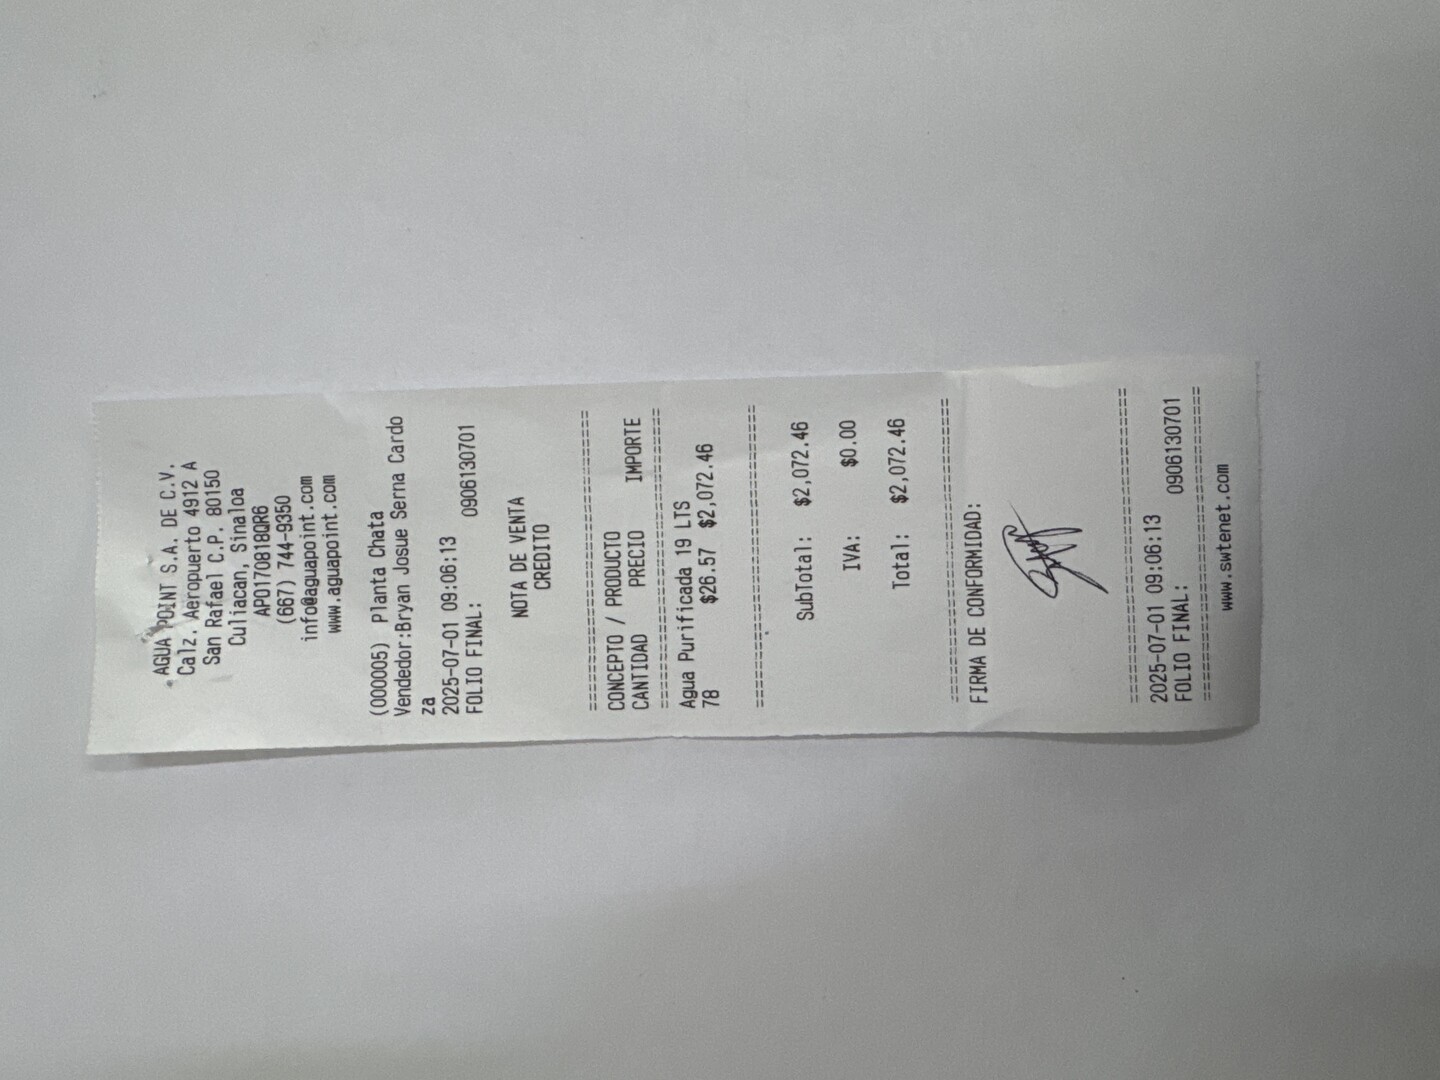 AGUA POINT S.A. DE C.V.
Calz. Aeropuerto 4912 A
San Rafael C.P. 80150
Culiacan, Sinaloa
APO170818QR6
(667) 744-9350
info@aguapoint.com
www.aguapoint.com
(000005) Planta Chata
Vendedor:Bryan Josue Serna Cardo
za
2025-07-01 09:06:13
FOLIO FINAL: 0906130701
NOTA DE VENTA
CREDITO
================================
CONCEPTO / PRODUCTO
CANTIDAD PRECIO IMPORTE
================================
Agua Purificada 19 LTS
78 $26.57 $2,072.46
================================
SubTotal: $2,072.46
IVA: $0.00
Total: $2,072.46
================================
FIRMA DE CONFORMIDAD:
================================
2025-07-01 09:06:13
FOLIO FINAL: 0906130701
================================
www.swtenet.com